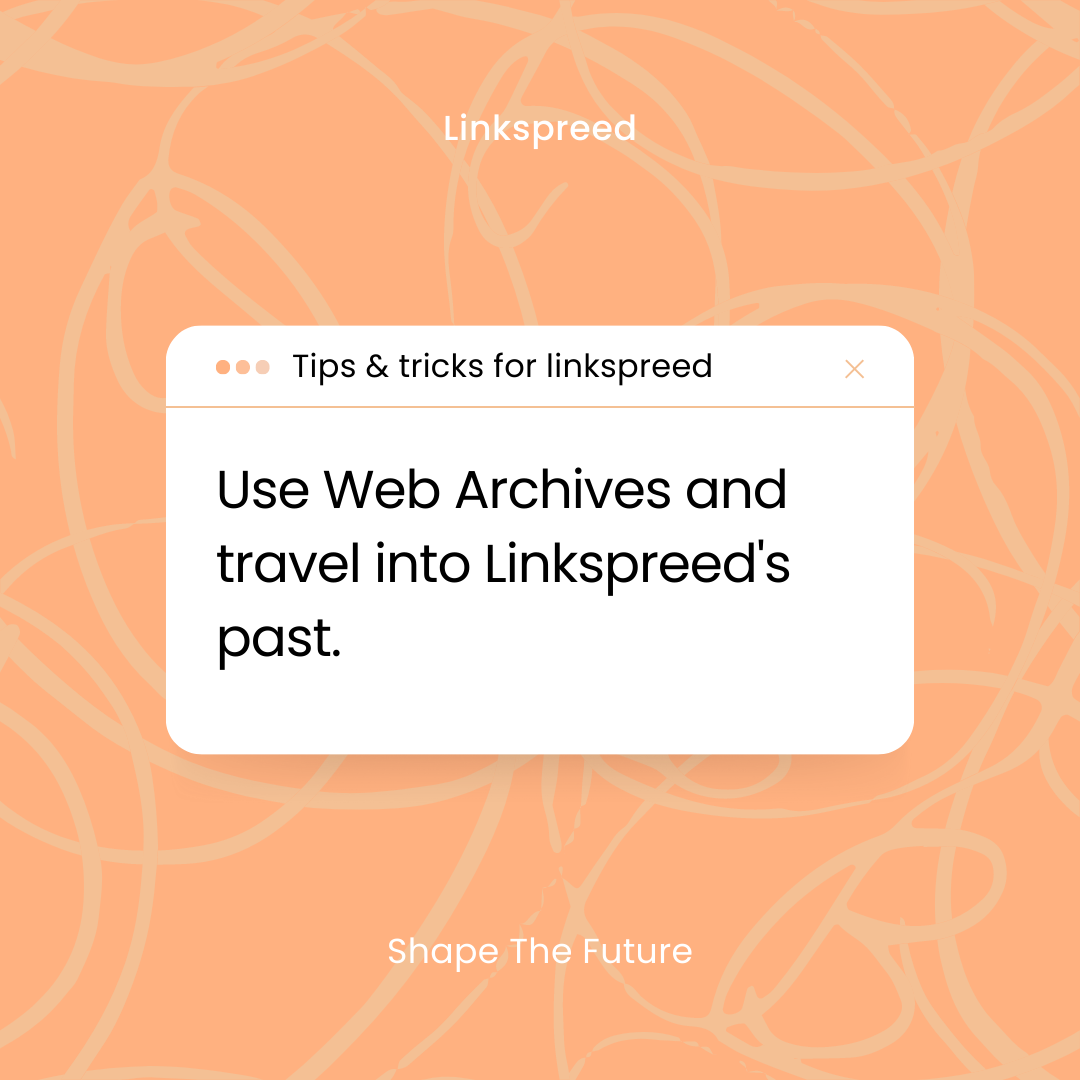 Linkspreed
Tips & tricks for linkspreed
Use Web Archives and
travel into Linkspreed's
past.
Shape The Future